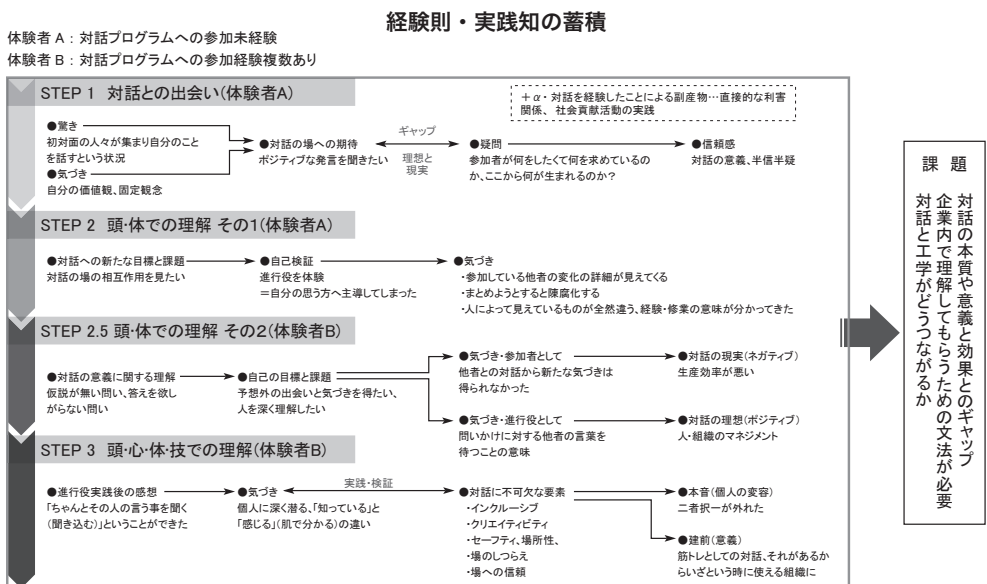 経験則・実践知の蓄積
体験者 A：対話プログラムへの参加未経験
体験者 B：対話プログラムへの参加経験複数あり
STEP 1 対話との出会い(体験者A)
＋α・対話を経験したことによる副産物…直接的な利害
関係、 社会貢献活動の実践
●驚き
初対面の人々が集まり自分のこと
を話すという状況
●気づき
自分の価値観、固定観念
●対話の場への期待
ポジティブな発言を聞きたい
ギャップ
理想と
現実
●疑問
参加者が何をしたくて何を求めているの
か、ここから何が生まれるのか？
●信頼感
対話の意義、半信半疑
STEP 2 頭・体での理解 その1(体験者A)
●対話への新たな目標と課題
対話の場の相互作用を見たい
●自己検証
進行役を体験
＝自分の思う方へ主導してしまった
●気づき
・参加している他者の変化の詳細が見えてくる
・まとめようとすると陳腐化する
・人によって見えているものが全然違う、経験・修業の意味が分かってきた
STEP 2.5 頭・体での理解 その2(体験者B)
●対話の意義に関する理解
仮説が無い問い、答えを欲し
がらない問い
●自己の目標と課題
予想外の出会いと気づきを得たい、
人を深く理解したい
●気づき・参加者として
他者との対話から新たな気づきは
得られなかった
●対話の現実(ネガティブ)
生産効率が悪い
●気づき・進行役として
問いかけに対する他者の言葉を
待つことの意味
●対話の理想(ポジティブ)
人・組織のマネジメント
STEP 3 頭・心・体・技での理解(体験者B)
●進行役実践後の感想
「ちゃんとその人の言う事を聞く
(聞き込む)」ということができた
●気づき
個人に深く潜る、「知っている」と
「感じる」(肌で分かる)の違い
実践・検証
●対話に不可欠な要素
・インクルーシブ
・クリエイティビティ
・セーフティ、場所性、
・場のしつらえ
・場への信頼
●本音(個人の変容)
二者択一が外れた
●建前(意義)
筋トレとしての対話、それがあるか
らいざという時に使える組織に
課 題
対話の本質や意義と効果とのギャップ
企業内で理解してもらうための文法が必要
対話と工学がどうつながるか